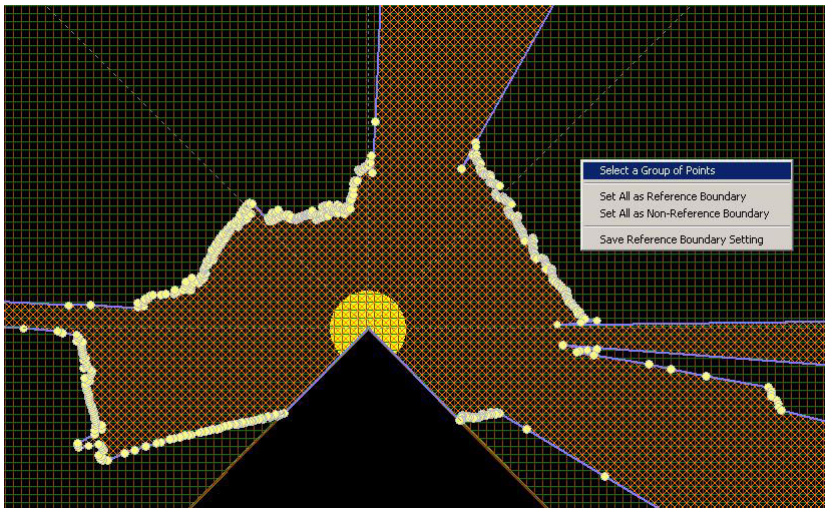 Select a Group of Points
Set All as Reference Boundary
Set All as Non-Reference Boundary
Save Reference Boundary Setting